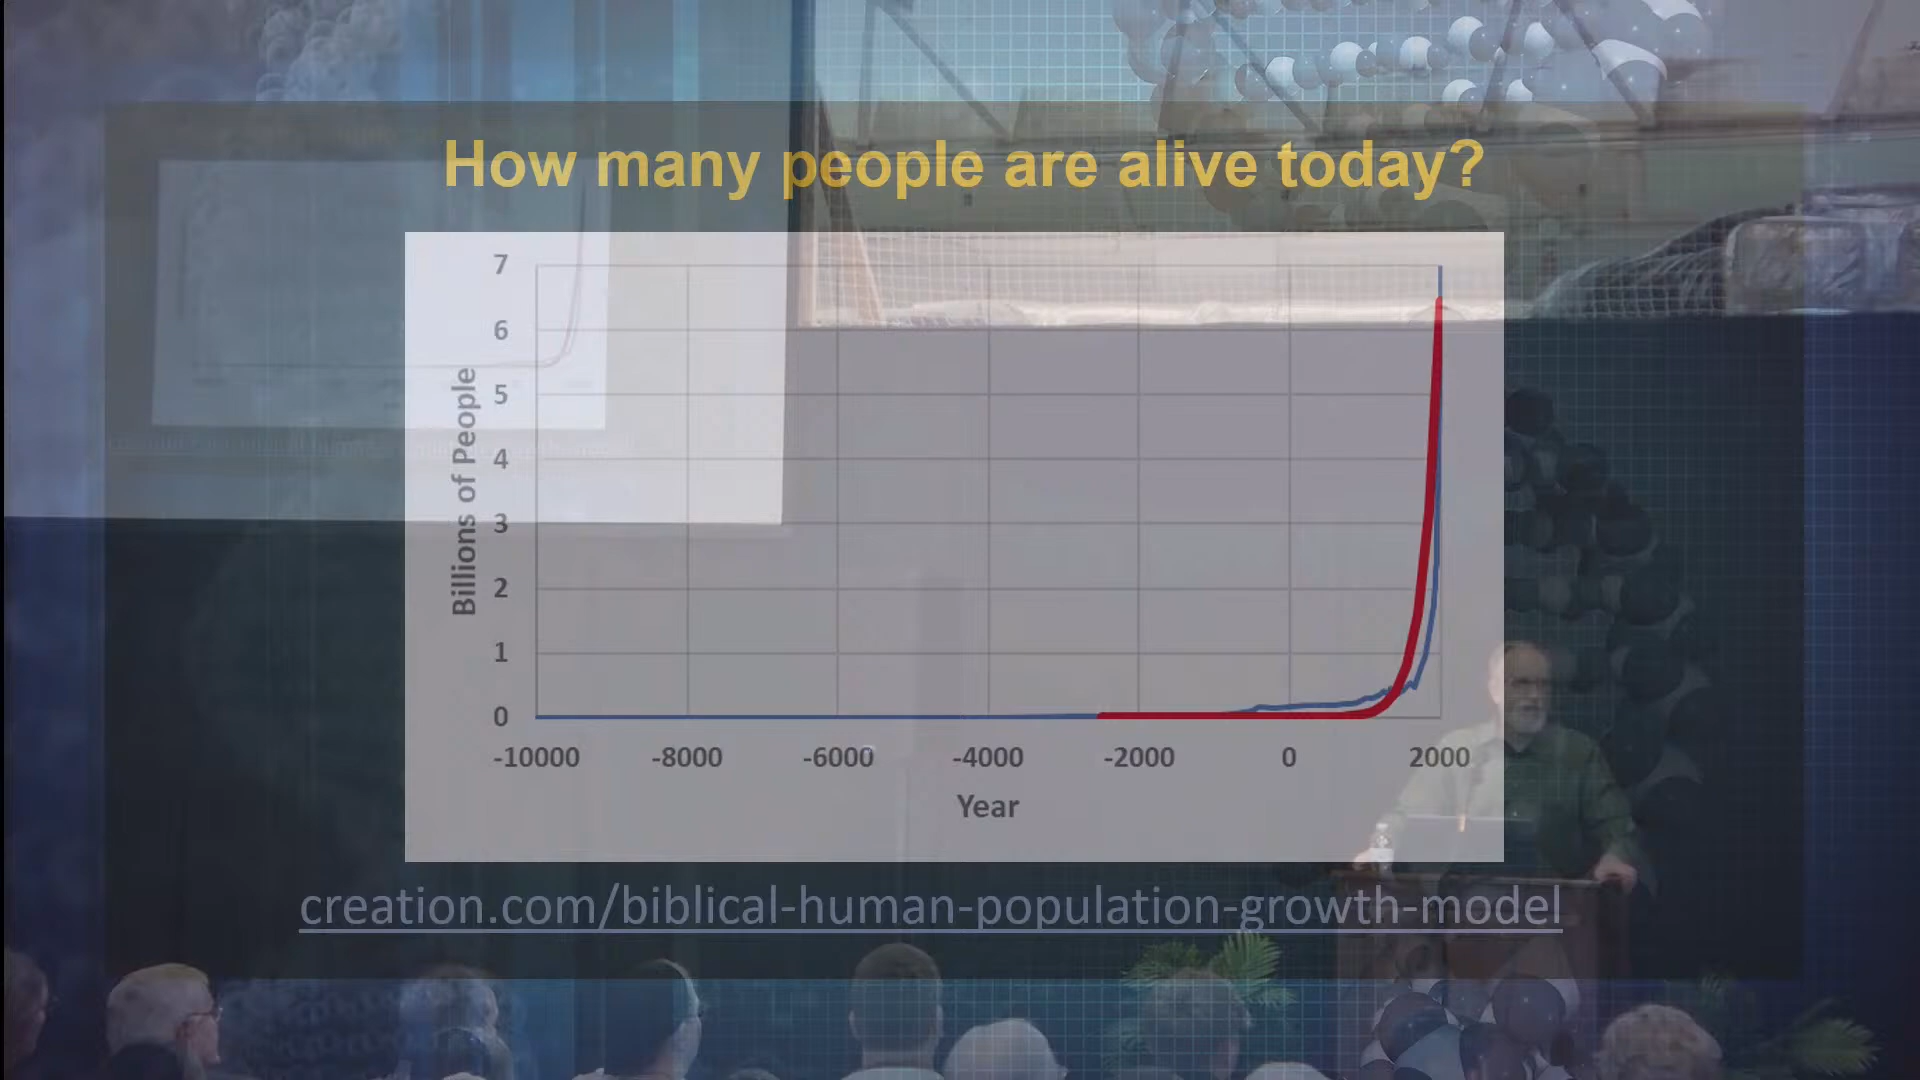 How many people are alive today?
7
6
5
4
3
2
1
0
Billions of People
-10000 -8000 -6000 -4000 -2000 0 2000
Year
creation.com/biblical-human-population-growth-model